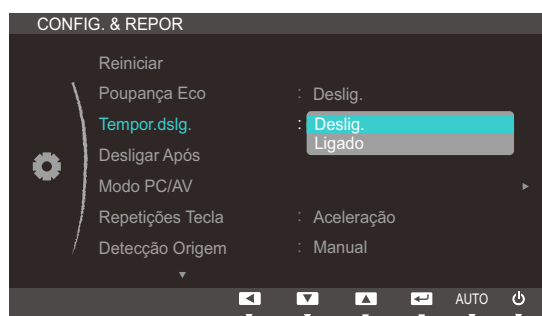 CONFIG. & REPOR
Reiniciar
Poupança Eco : Deslig.
Tempor.dslg. : Deslig.
Ligado
Desligar Após
Modo PC/AV
Repetições Tecla : Aceleração
Detecção Origem : Manual
AUTO